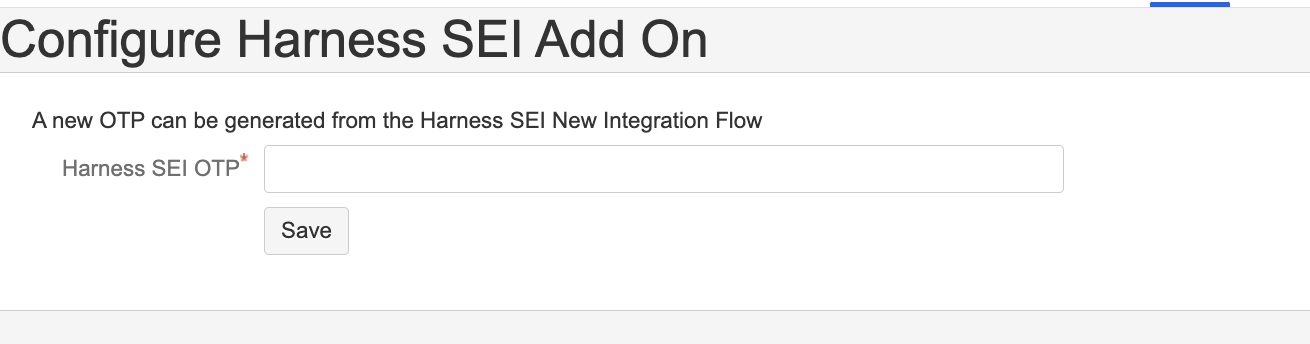 Configure Harness SEI Add On
A new OTP can be generated from the Harness SEI New Integration Flow
Harness SEI OTP*
Save